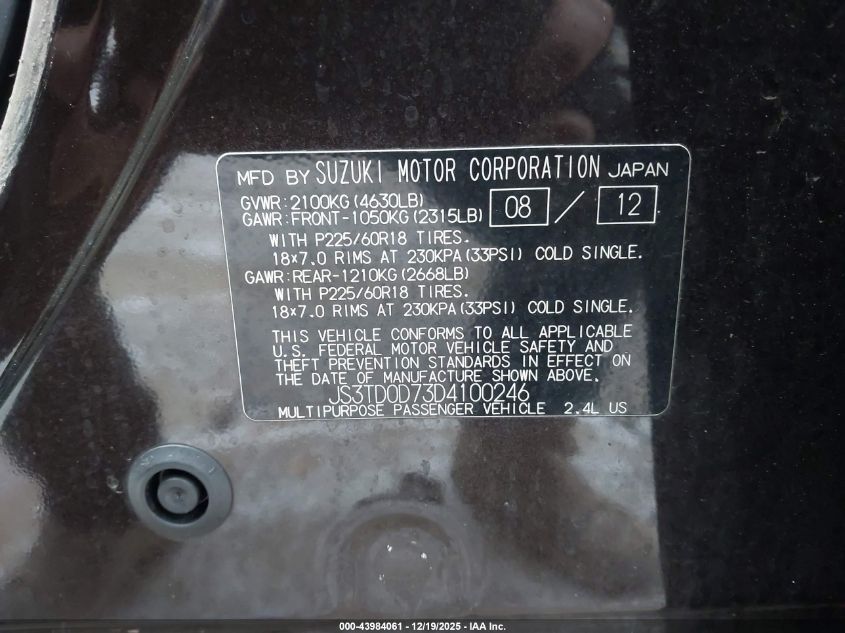 MFD BY SUZUKI MOTOR CORPORATION JAPAN
GVWR:2100KG(4630LB)
GAWR:FRONT-1050KG(2315LB) 08 / 12
WITH P225/60R18 TIRES.
18×7.0 RIMS AT 230KPA(33PSI) COLD SINGLE.
GAWR:REAR-1210KG(2668LB)
WITH P225/60R18 TIRES.
18×7.0 RIMS AT 230KPA(33PSI) COLD SINGLE.
THIS VEHICLE CONFORMS TO ALL APPLICABLE
U.S. FEDERAL MOTOR VEHICLE SAFETY AND
THEFT PREVENTION STANDARDS IN EFFECT ON
THE DATE OF MANUFACTURE SHOWN ABOVE.
JS3TD0D73D4100246
MULTIPURPOSE PASSENGER VEHICLE 2.4L US
000-43984061 - 12/19/2025 - IAA Inc.